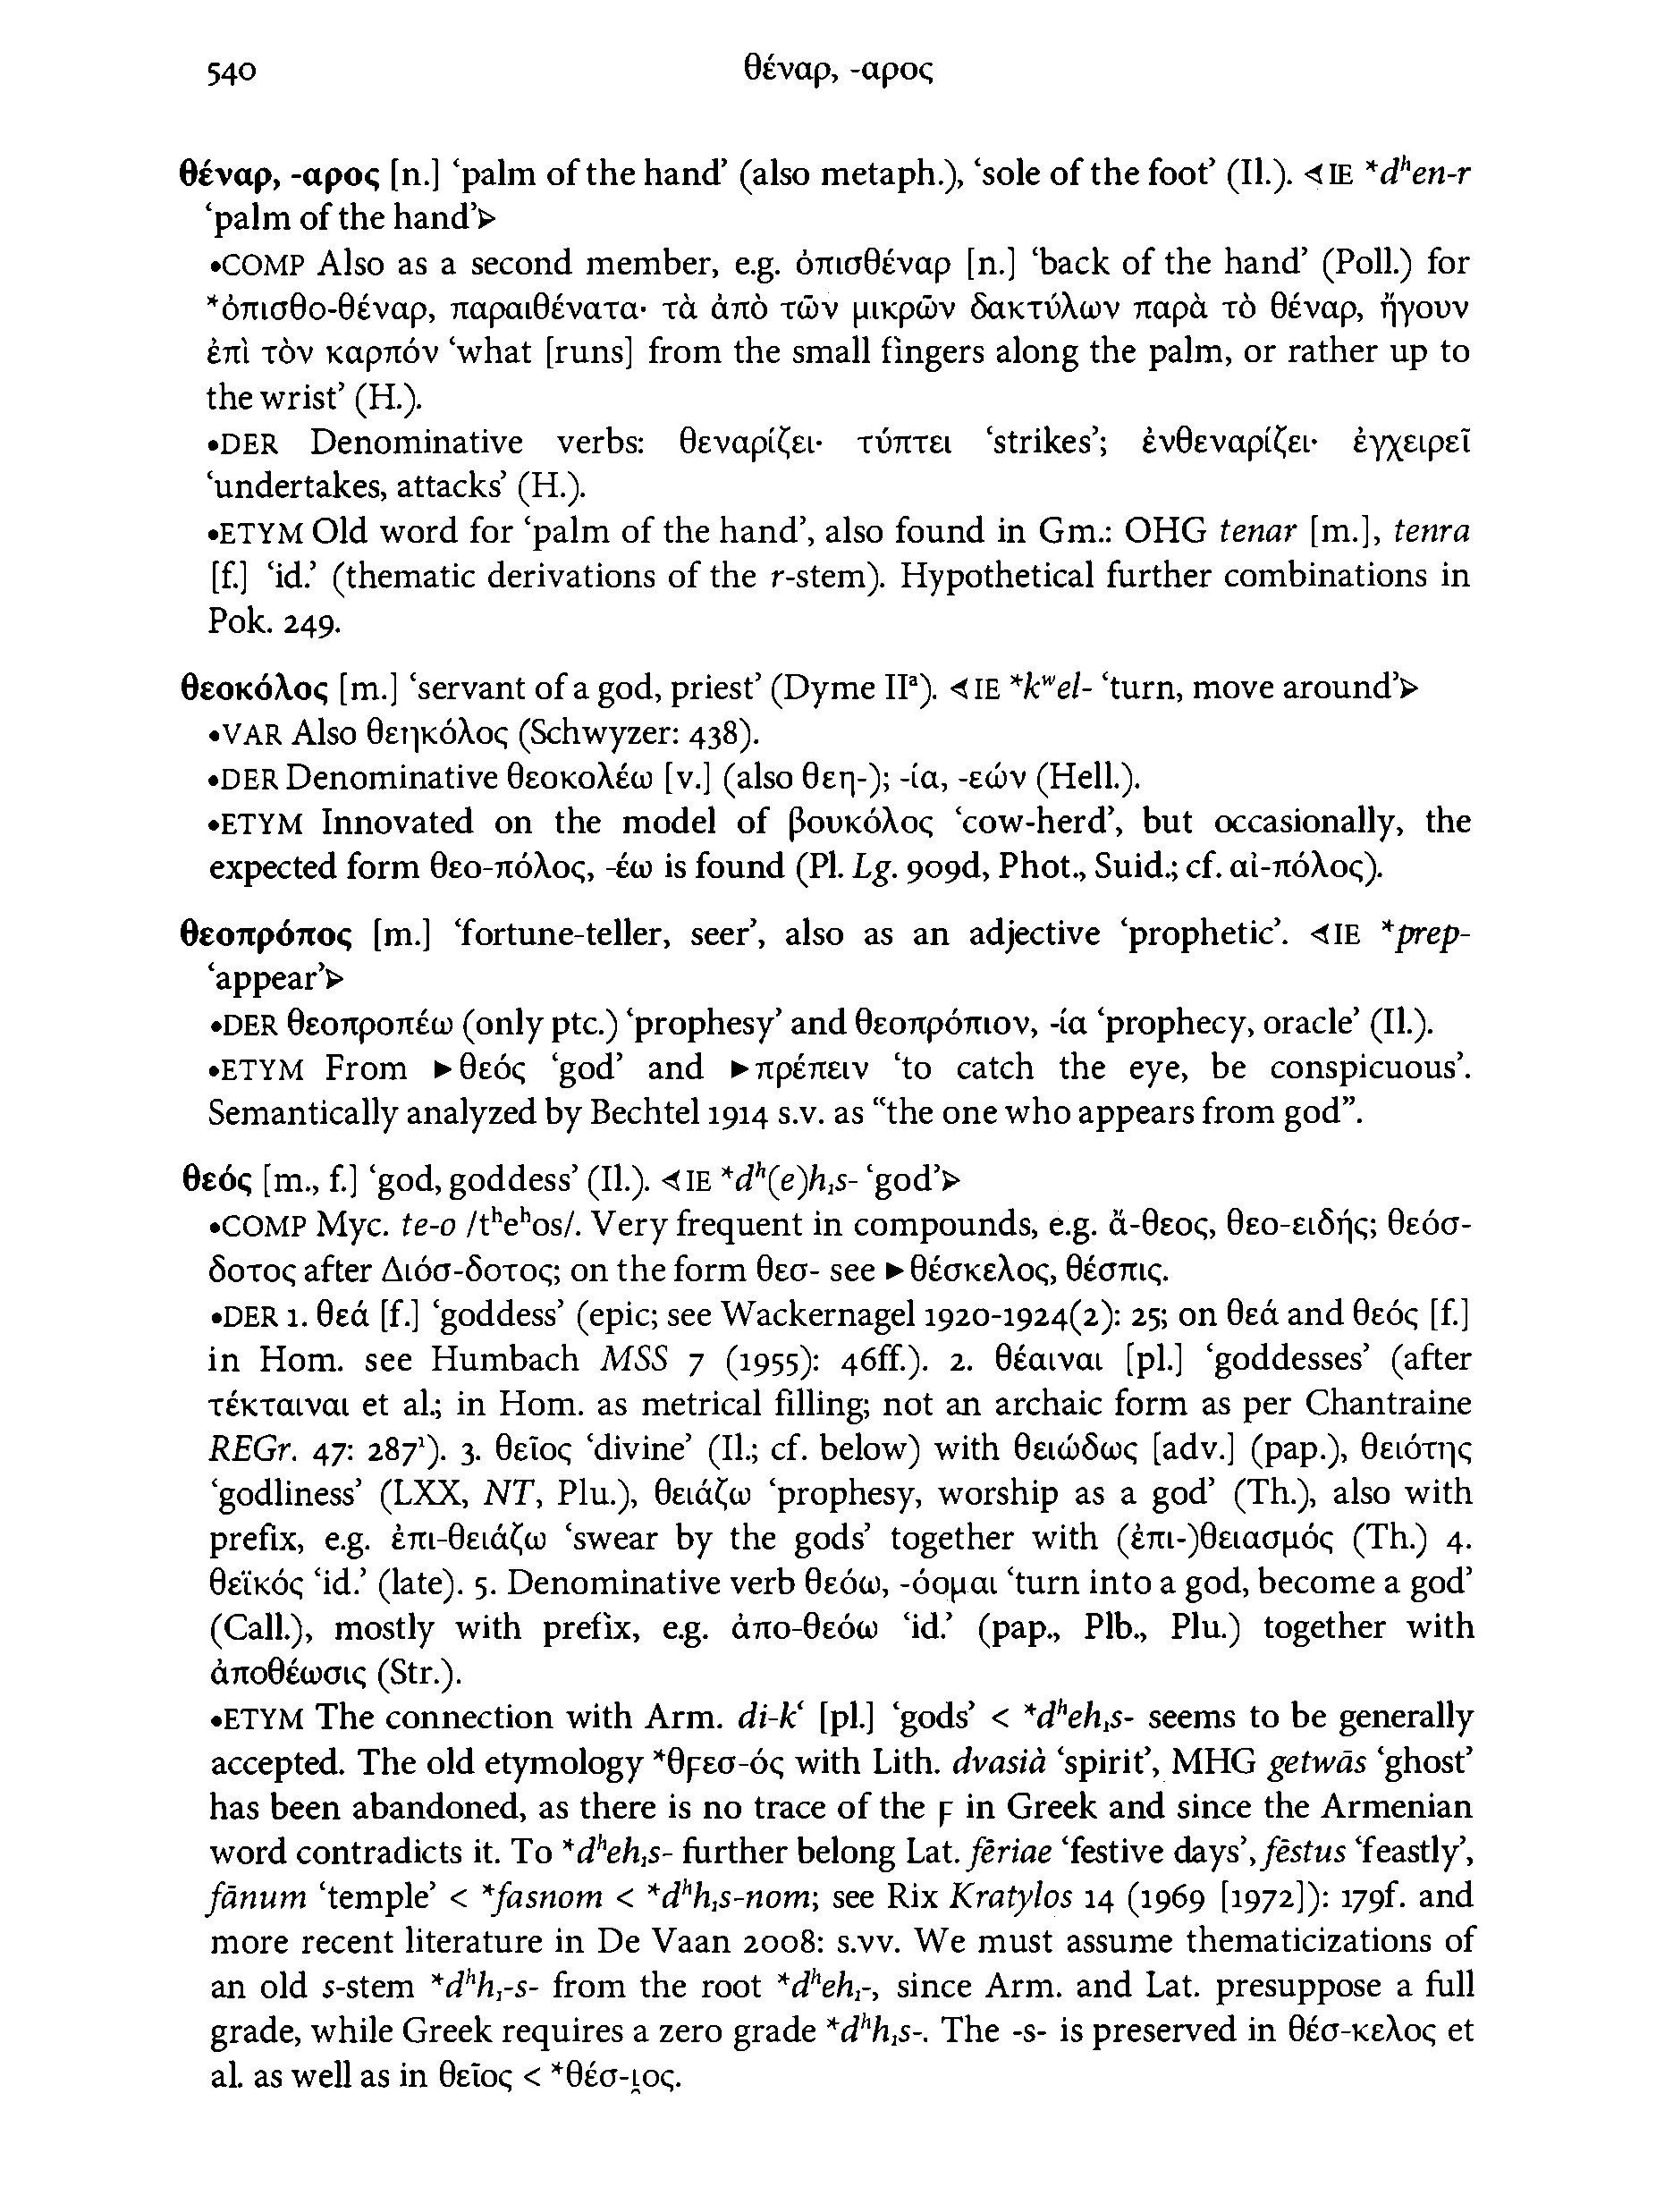 540 θέναρ, -αρος
θέναρ, -αρος [n.] ‘palm of the hand’ (also metaph.), ‘sole of the foot’ (Il.). ⊲IE *dʰen-r
‘palm of the hand’⊳
•COMP Also as a second member, e.g. ὀπισθέναρ [n.] ‘back of the hand’ (Poll.) for
*ὀπισθο-θέναρ, παραιθένατα· τὰ ἀπὸ τῶν μικρῶν δακτύλων παρὰ τὸ θέναρ, ἤγουν
ἐπὶ τὸν καρπόν ‘what [runs] from the small fingers along the palm, or rather up to
the wrist’ (H.).
•DER Denominative verbs: θεναρίζει· τύπτει ‘strikes’; ἐνθεναρίζει· ἐγχειρεῖ
‘undertakes, attacks’ (H.).
•ETYM Old word for ‘palm of the hand’, also found in Gm.: OHG tenar [m.], tenra
[f.] ‘id.’ (thematic derivations of the r-stem). Hypothetical further combinations in
Pok. 249.
θεοκόλος [m.] ‘servant of a god, priest’ (Dyme IIᵃ). ⊲IE *kʷel- ‘turn, move around’⊳
•VAR Also θεηκόλος (Schwyzer: 438).
•DER Denominative θεοκολέω [v.] (also θεη-); -ία, -εών (Hell.).
•ETYM Innovated on the model of βουκόλος ‘cow-herd’, but occasionally, the
expected form θεο-πόλος, -έω is found (Pl. Lg. 909d, Phot., Suid.; cf. αἰ-πόλος).
θεοπρόπος [m.] ‘fortune-teller, seer’, also as an adjective ‘prophetic’. ⊲IE *prep-
‘appear’⊳
•DER θεοπροπέω (only ptc.) ‘prophesy’ and θεοπρόπιον, -ία ‘prophecy, oracle’ (Il.).
•ETYM From ►θεός ‘god’ and ►πρέπειν ‘to catch the eye, be conspicuous’.
Semantically analyzed by Bechtel 1914 s.v. as “the one who appears from god”.
θεός [m., f.] ‘god, goddess’ (Il.). ⊲IE *dʰ(e)h₁s- ‘god’⊳
•COMP Myc. te-o /tʰeʰos/. Very frequent in compounds, e.g. ἄ-θεος, θεο-ειδής; θεόσ-
δοτος after Διόσ-δοτος; on the form θεσ- see ►θέσκελος, θέσπις.
•DER 1. θεά [f.] ‘goddess’ (epic; see Wackernagel 1920-1924(2): 25; on θεά and θεός [f.]
in Hom. see Humbach MSS 7 (1955): 46ff.). 2. θέαιναι [pl.] ‘goddesses’ (after
τέκταιναι et al.; in Hom. as metrical filling; not an archaic form as per Chantraine
REGr. 47: 287¹). 3. θεῖος ‘divine’ (Il.; cf. below) with θειώδως [adv.] (pap.), θειότης
‘godliness’ (LXX, NT, Plu.), θειάζω ‘prophesy, worship as a god’ (Th.), also with
prefix, e.g. ἐπι-θειάζω ‘swear by the gods’ together with (ἐπι-)θειασμός (Th.) 4.
θεϊκός ‘id.’ (late). 5. Denominative verb θεόω, -όομαι ‘turn into a god, become a god’
(Call.), mostly with prefix, e.g. ἀπο-θεόω ‘id.’ (pap., Plb., Plu.) together with
ἀποθέωσις (Str.).
•ETYM The connection with Arm. di-kʿ [pl.] ‘gods’ < *dʰeh₁s- seems to be generally
accepted. The old etymology *θϝεσ-ός with Lith. dvasià ‘spirit’, MHG getwās ‘ghost’
has been abandoned, as there is no trace of the ϝ in Greek and since the Armenian
word contradicts it. To *dʰeh₁s- further belong Lat. fēriae ‘festive days’, fēstus ‘feastly’,
fānum ‘temple’ < *fasnom < *dʰh₁s-nom; see Rix Kratylos 14 (1969 [1972]): 179f. and
more recent literature in De Vaan 2008: s.vv. We must assume thematicizations of
an old s-stem *dʰh₁-s- from the root *dʰeh₁-, since Arm. and Lat. presuppose a full
grade, while Greek requires a zero grade *dʰh₁s-. The -s- is preserved in θέσ-κελος et
al. as well as in θεῖος < *θέσ-ι̯ος.